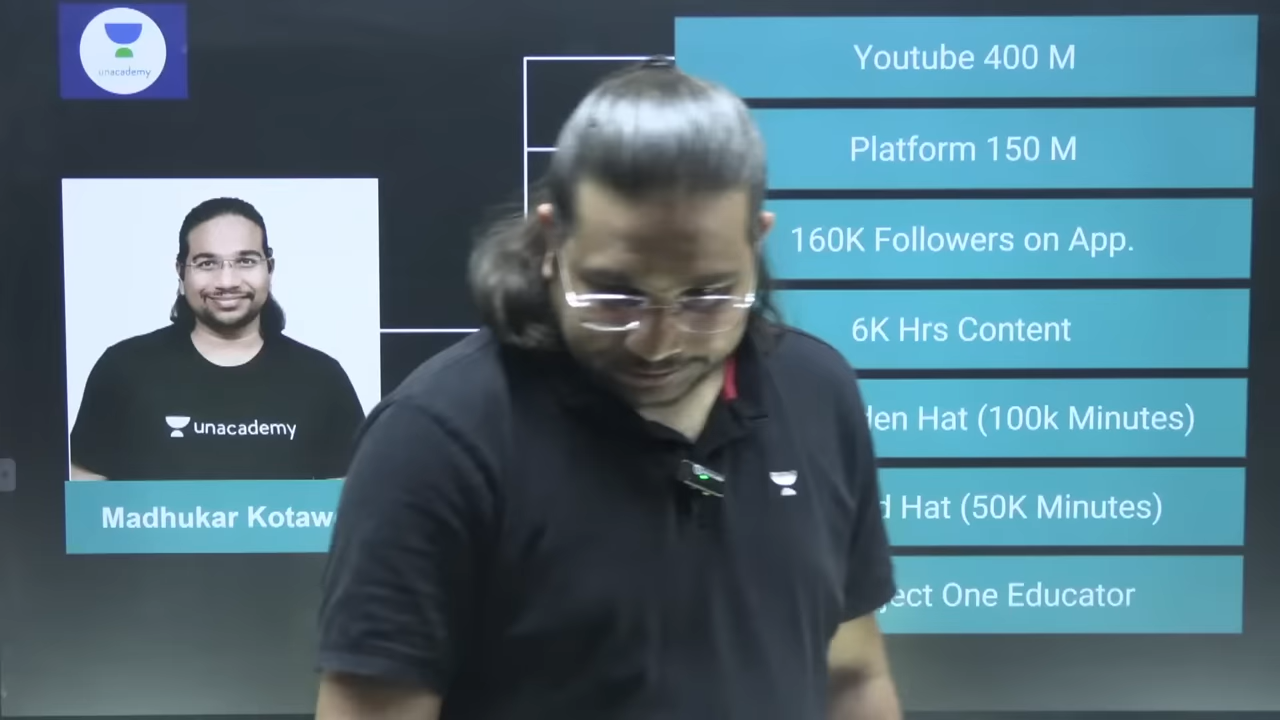 unacademy
Youtube 400 M
Platform 150 M
160K Followers on App.
6K Hrs Content
Hat (100k Minutes)
Hat (50K Minutes)
One Educator
unacademy
Madhukar